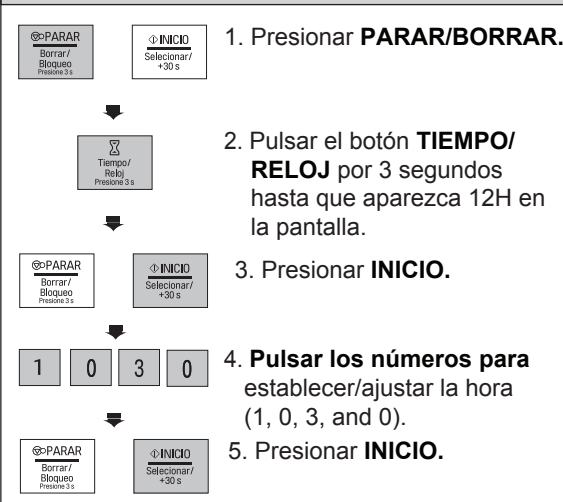 PARAR
Borrar/
Bloqueo
Presione 3 s
INICIO
Selecionar/
+30 s
1. Presionar PARAR/BORRAR.
Tiempo/
Reloj
Presione 3 s
2. Pulsar el botón TIEMPO/
RELOJ por 3 segundos
hasta que aparezca 12H en
la pantalla.
PARAR
Borrar/
Bloqueo
Presione 3 s
INICIO
Selecionar/
+30 s
3. Presionar INICIO.
1 0 3 0
4. Pulsar los números para
establecer/ajustar la hora
(1, 0, 3, and 0).
PARAR
Borrar/
Bloqueo
Presione 3 s
INICIO
Selecionar/
+30 s
5. Presionar INICIO.